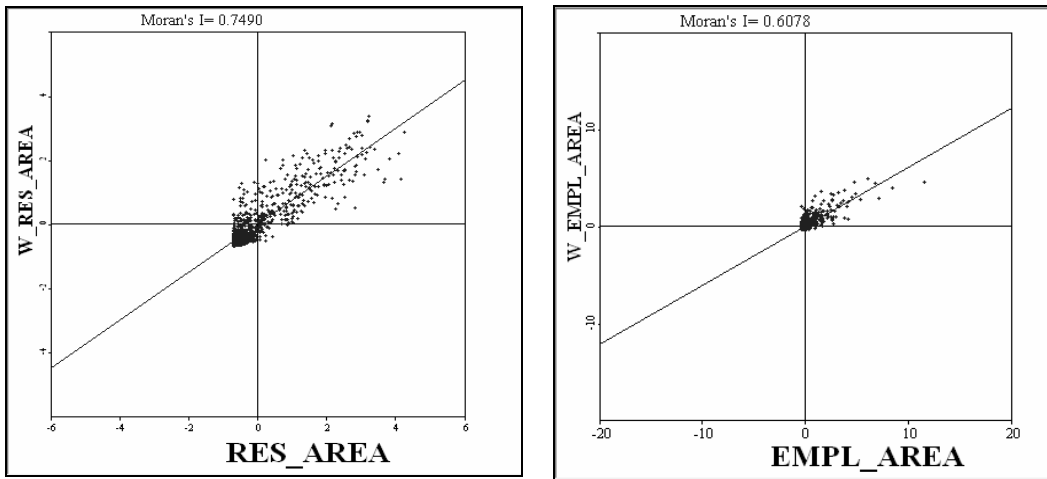 Moran's I= 0.7490
W_RES_AREA
4
2
0
-2
-4
-6 -4 -2 0 2 4 6
RES_AREA
Moran's I= 0.6078
W_EMPL_AREA
10
0
-10
-20 -10 0 10 20
EMPL_AREA